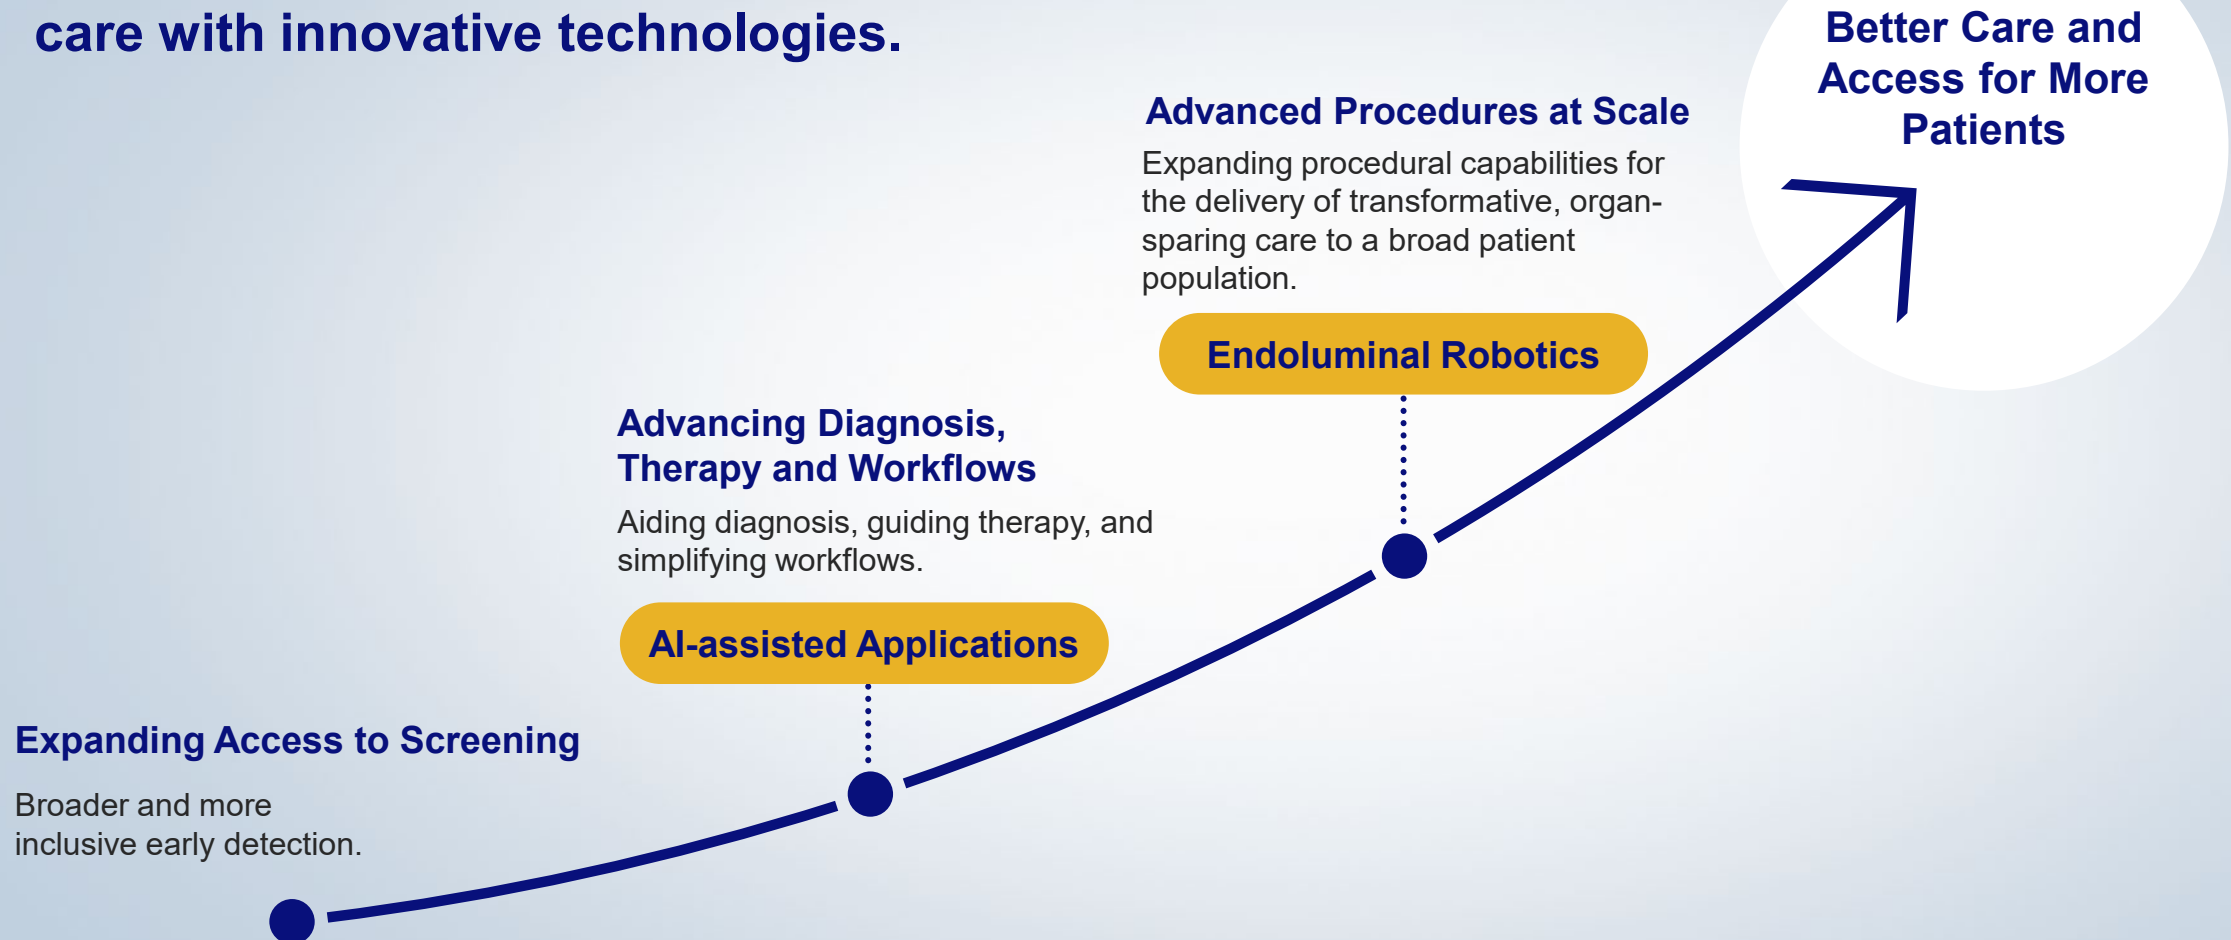 care with innovative technologies.
Better Care and
Access for More
Patients
Advanced Procedures at Scale
Expanding procedural capabilities for
the delivery of transformative, organ-
sparing care to a broad patient
population.
Endoluminal Robotics
Advancing Diagnosis,
Therapy and Workflows
Aiding diagnosis, guiding therapy, and
simplifying workflows.
AI-assisted Applications
Expanding Access to Screening
Broader and more
inclusive early detection.